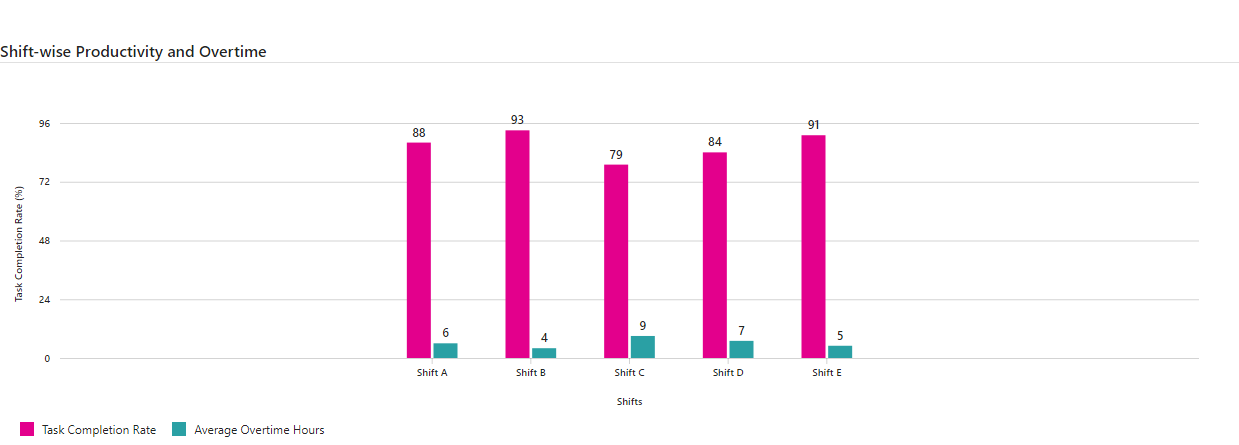 Shift-wise Productivity and Overtime
96
72
48
24
0
Task Completion Rate (%)
88
6
93
4
79
9
84
7
91
5
Shift A
Shift B
Shift C
Shift D
Shift E
Shifts
Task Completion Rate
Average Overtime Hours